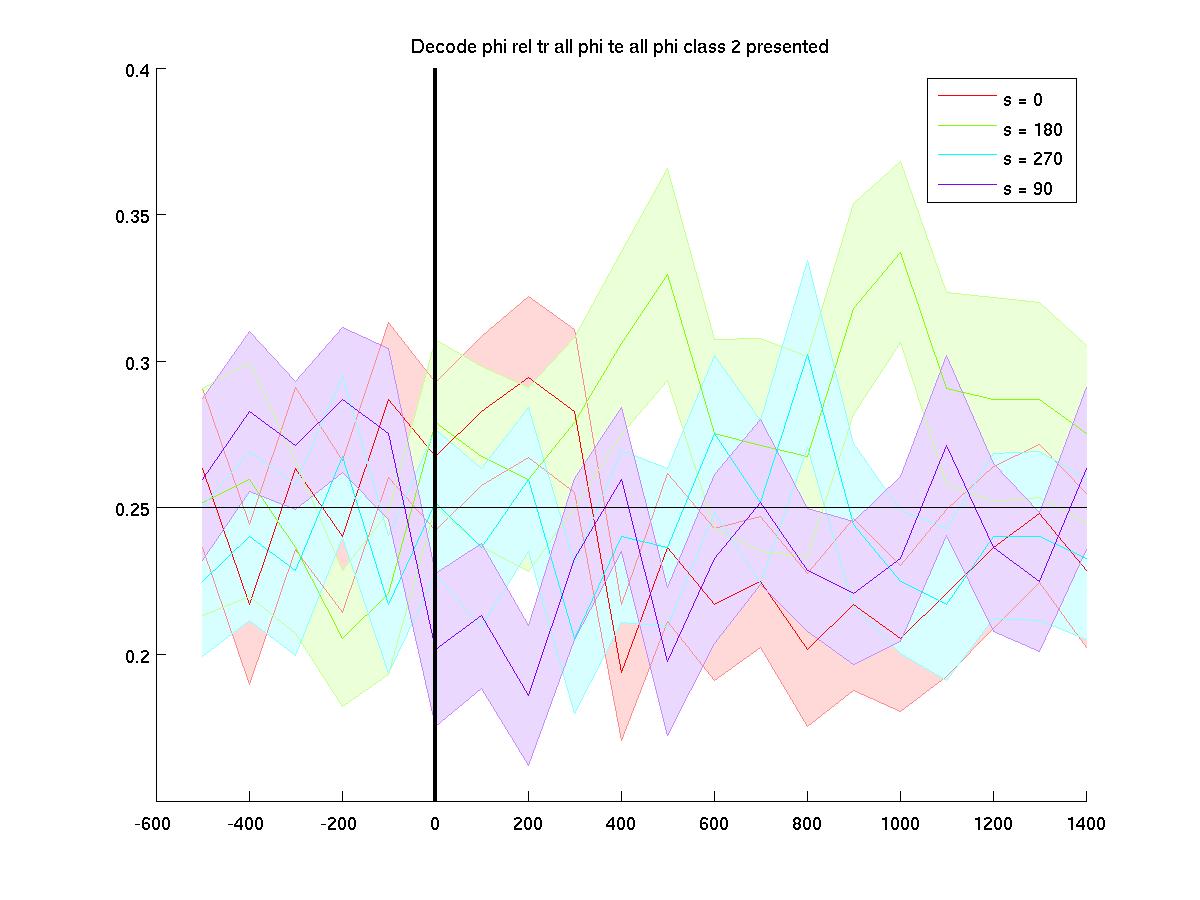 Decode phi rel tr all phi te all phi class 2 presented
0.4
0.35
0.3
0.25
0.2
s = 0
s = 180
s = 270
s = 90
-600 -400 -200 0 200 400 600 800 1000 1200 1400